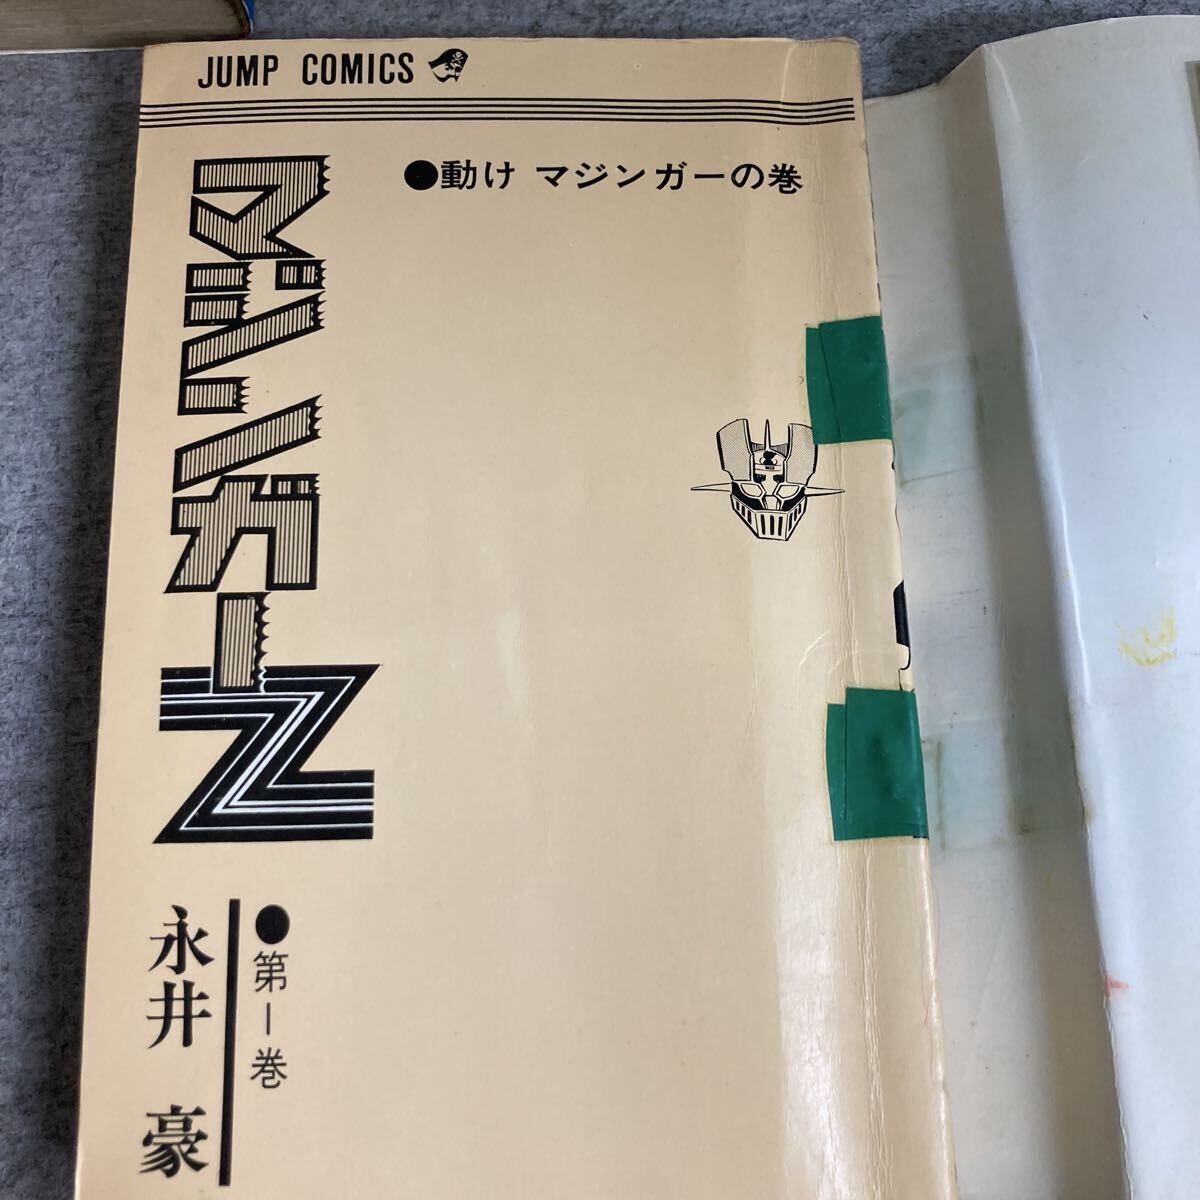 JUMP COMICS
●動け マジンガーの巻
マジンガーZ
●第1巻
永井 豪